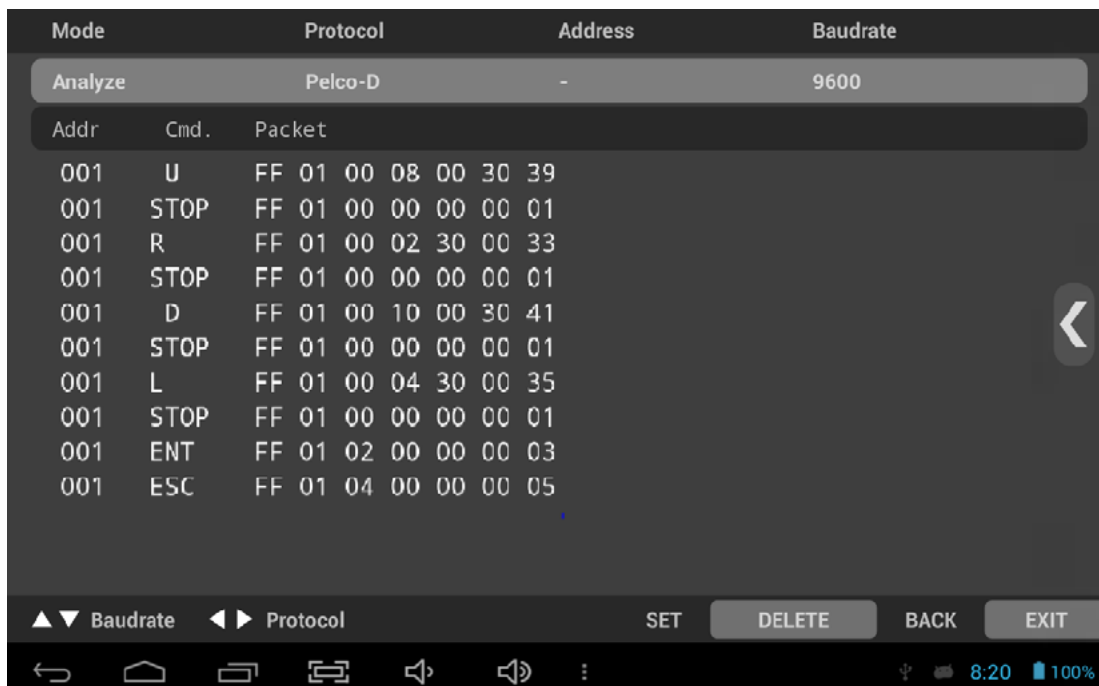 Mode Protocol Address Baudrate
Analyze Pelco-D - 9600
Addr Cmd. Packet
001 U FF 01 00 08 00 30 39
001 STOP FF 01 00 00 00 00 01
001 R FF 01 00 02 30 00 33
001 STOP FF 01 00 00 00 00 01
001 D FF 01 00 10 00 30 41
001 STOP FF 01 00 00 00 00 01
001 L FF 01 00 04 30 00 35
001 STOP FF 01 00 00 00 00 01
001 ENT FF 01 02 00 00 00 03
001 ESC FF 01 04 00 00 00 05
Baudrate Protocol SET DELETE BACK EXIT
8:20 100%